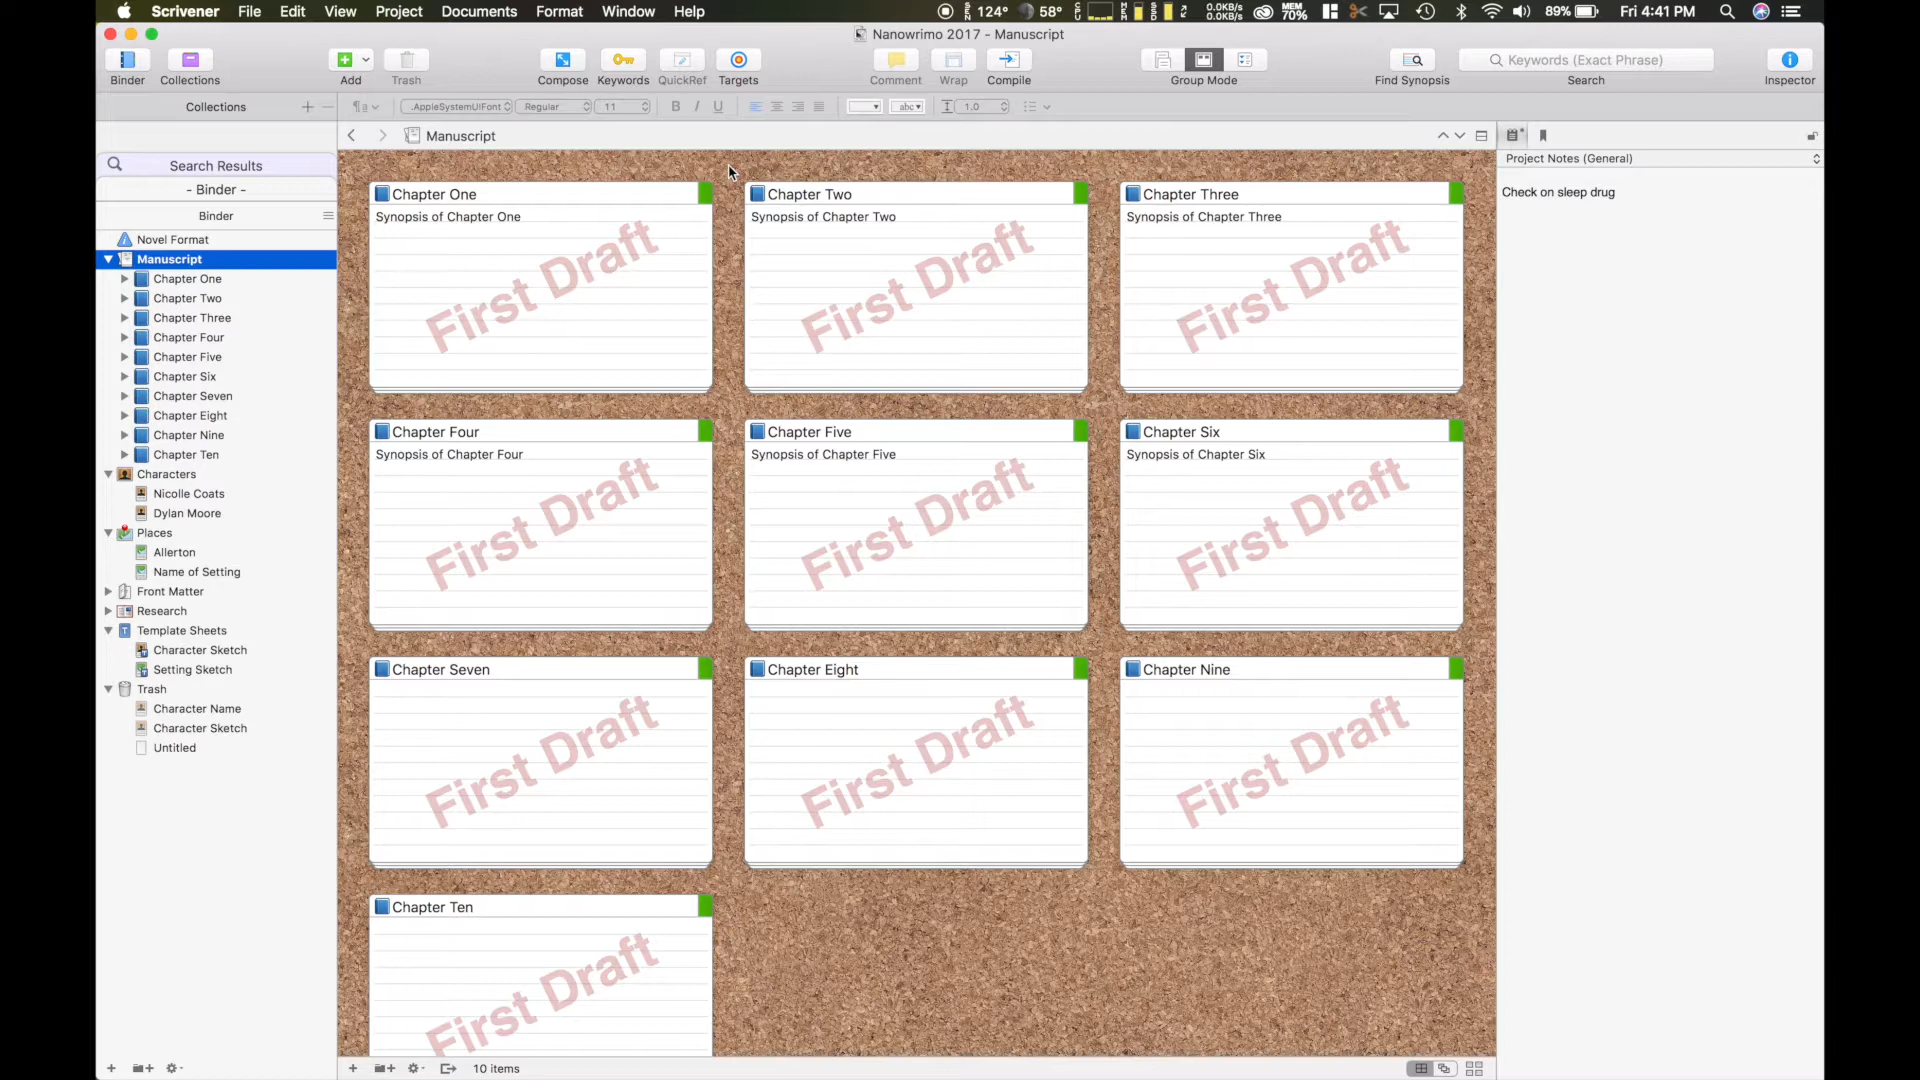 Scrivener File Edit View Project Documents Format Window Help
124° 58° 0.0KB/s 0.0KB/s MEM 70% 89% Fri 4:41 PM
Nanowrimo 2017 - Manuscript
Binder Collections Add Trash Compose Keywords QuickRef Targets Comment Wrap Compile Group Mode Find Synopsis Keywords (Exact Phrase) Search Inspector
Collections
.AppleSystemUIFont Regular 11 B I U abc 1.0
Manuscript
Project Notes (General)
Check on sleep drug
Search Results
- Binder -
Binder
Novel Format
Manuscript
Chapter One
Chapter Two
Chapter Three
Chapter Four
Chapter Five
Chapter Six
Chapter Seven
Chapter Eight
Chapter Nine
Chapter Ten
Characters
Nicolle Coats
Dylan Moore
Places
Allerton
Name of Setting
Front Matter
Research
Template Sheets
Character Sketch
Setting Sketch
Trash
Character Name
Character Sketch
Untitled
Chapter One
Synopsis of Chapter One
First Draft
Chapter Two
Synopsis of Chapter Two
First Draft
Chapter Three
Synopsis of Chapter Three
First Draft
Chapter Four
Synopsis of Chapter Four
First Draft
Chapter Five
Synopsis of Chapter Five
First Draft
Chapter Six
Synopsis of Chapter Six
First Draft
Chapter Seven
First Draft
Chapter Eight
First Draft
Chapter Nine
First Draft
Chapter Ten
First Draft
10 items